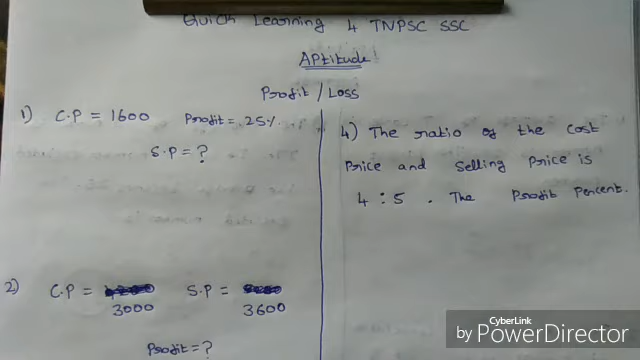 Quick Learning 4 TNPSC SSC
Aptitude!
Profit / Loss
1) C.P = 1600 Profit = 25%.
S.P = ?
2) C.P = 3000 S.P = 3600
Profit = ?
4) The ratio of the cost
price and selling price is
4 : 5 . The Profit Percent.
CyberLink
by PowerDirector